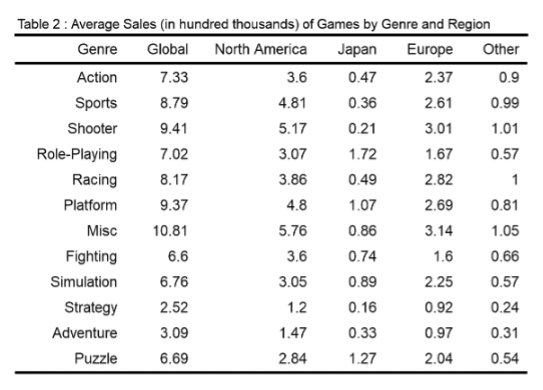 Table 2 : Average Sales (in hundred thousands) of Games by Genre and Region
Genre Global North America Japan Europe Other
Action 7.33 3.6 0.47 2.37 0.9
Sports 8.79 4.81 0.36 2.61 0.99
Shooter 9.41 5.17 0.21 3.01 1.01
Role-Playing 7.02 3.07 1.72 1.67 0.57
Racing 8.17 3.86 0.49 2.82 1
Platform 9.37 4.8 1.07 2.69 0.81
Misc 10.81 5.76 0.86 3.14 1.05
Fighting 6.6 3.6 0.74 1.6 0.66
Simulation 6.76 3.05 0.89 2.25 0.57
Strategy 2.52 1.2 0.16 0.92 0.24
Adventure 3.09 1.47 0.33 0.97 0.31
Puzzle 6.69 2.84 1.27 2.04 0.54